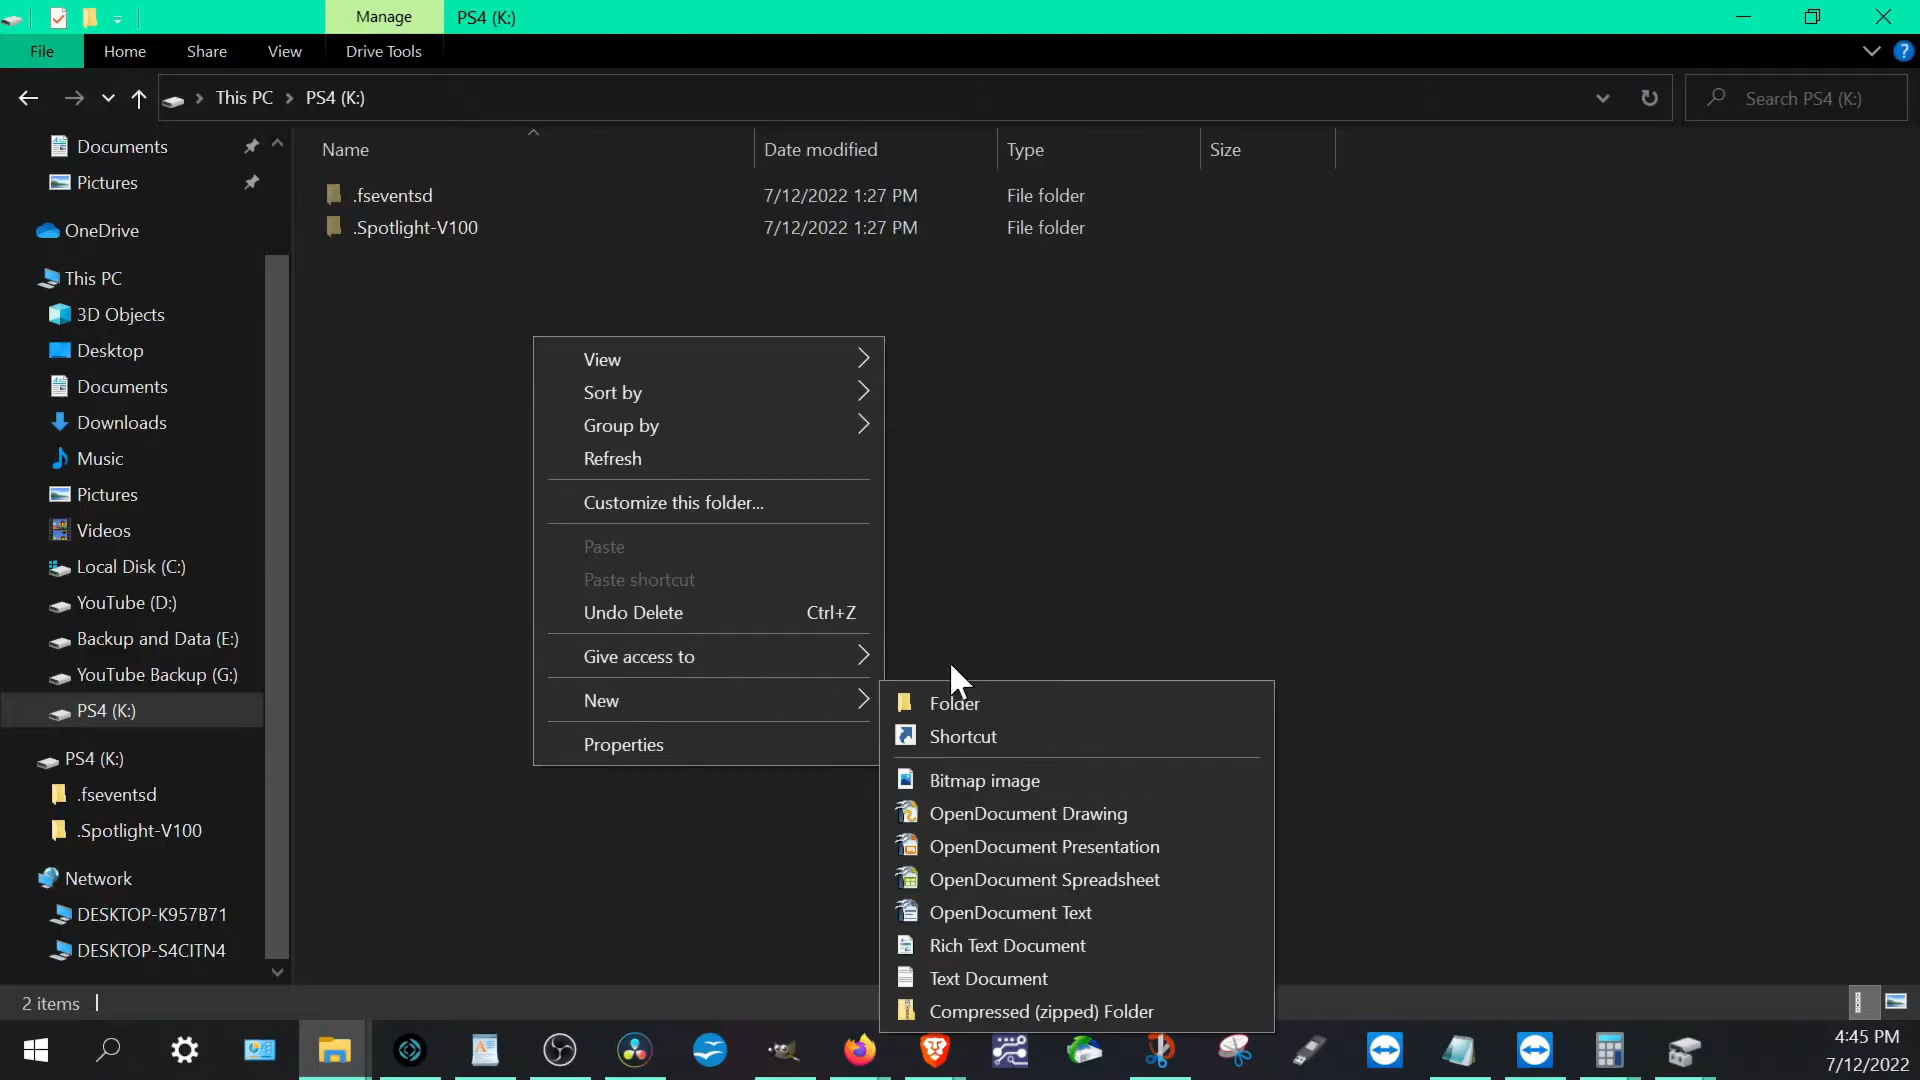 Manage
PS4 (K:)
File
Home
Share
View
Drive Tools
This PC
PS4 (K:)
Search PS4 (K:)
Name
Date modified
Type
Size
.fseventsd
7/12/2022 1:27 PM
File folder
.Spotlight-V100
7/12/2022 1:27 PM
File folder
Documents
Pictures
OneDrive
This PC
3D Objects
Desktop
Documents
Downloads
Music
Pictures
Videos
Local Disk (C:)
YouTube (D:)
Backup and Data (E:)
YouTube Backup (G:)
PS4 (K:)
PS4 (K:)
.fseventsd
.Spotlight-V100
Network
DESKTOP-K957B71
DESKTOP-S4CITN4
View
Sort by
Group by
Refresh
Customize this folder...
Paste
Paste shortcut
Undo Delete Ctrl+Z
Give access to
New
Properties
Folder
Shortcut
Bitmap image
OpenDocument Drawing
OpenDocument Presentation
OpenDocument Spreadsheet
OpenDocument Text
Rich Text Document
Text Document
Compressed (zipped) Folder
2 items
4:45 PM
7/12/2022